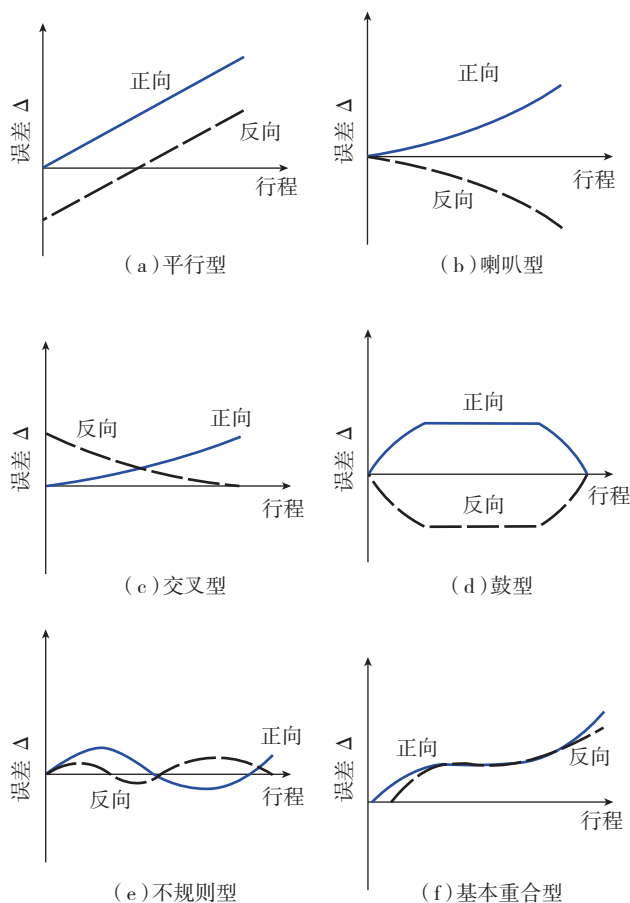 误差 Δ
正向
反向
行程
(a)平行型
误差 Δ
正向
反向
行程
(b)喇叭型
误差 Δ
反向
正向
行程
(c)交叉型
误差 Δ
正向
反向
行程
(d)鼓型
误差 Δ
正向
反向
行程
(e)不规则型
误差 Δ
正向
反向
行程
(f)基本重合型